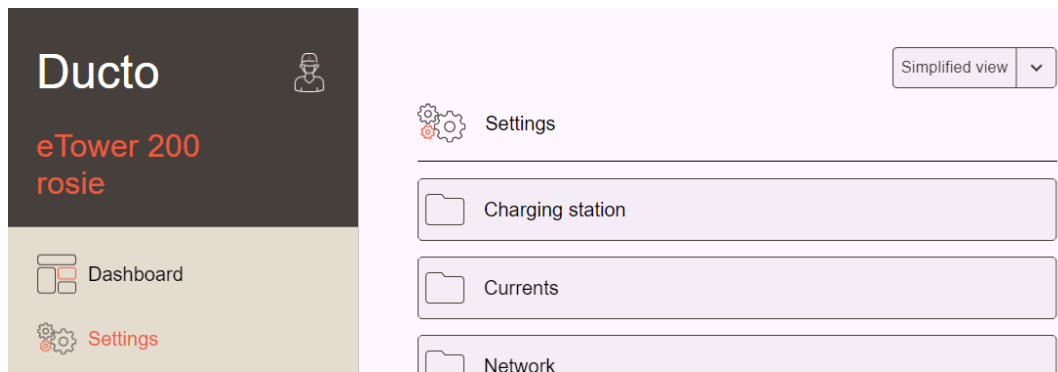 Ducto
eTower 200
rosie
Dashboard
Settings
Simplified view
Settings
Charging station
Currents
Network